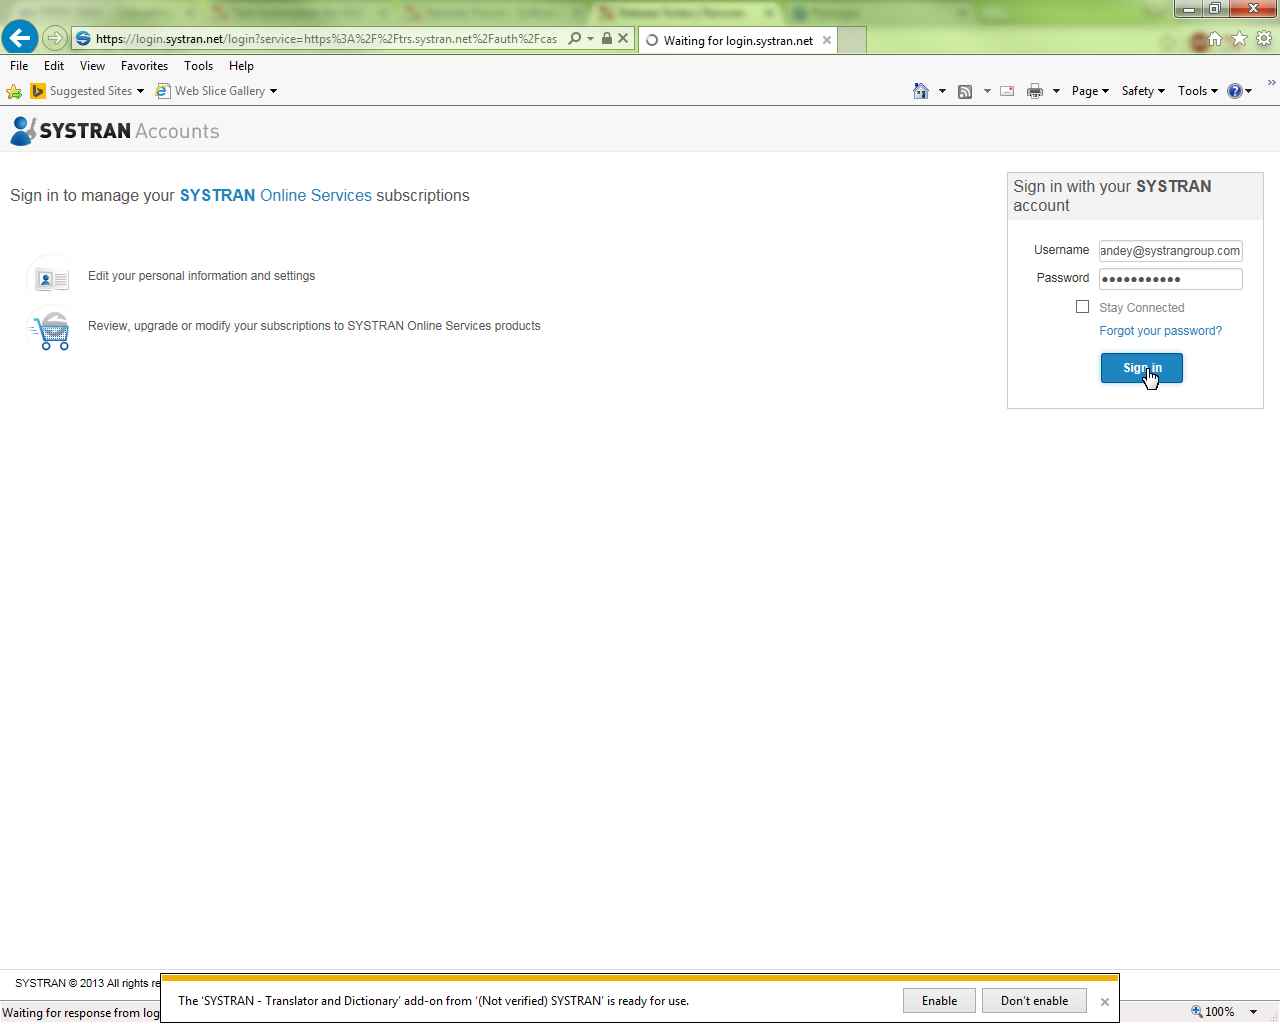 https://login.systran.net/login?service=https%3A%2F%2Ftrs.systran.net%2Fauth%2Fcas
Waiting for login.systran.net
File Edit View Favorites Tools Help
Suggested Sites Web Slice Gallery
Page Safety Tools
SYSTRAN Accounts
Sign in to manage your SYSTRAN Online Services subscriptions
Edit your personal information and settings
Review, upgrade or modify your subscriptions to SYSTRAN Online Services products
Sign in with your SYSTRAN
account
Username andey@systrangroup.com
Password
Stay Connected
Forgot your password?
Sign in
SYSTRAN © 2013 All rights re
The 'SYSTRAN - Translator and Dictionary' add-on from '(Not verified) SYSTRAN' is ready for use.
Enable Don't enable
Waiting for response from log
100%